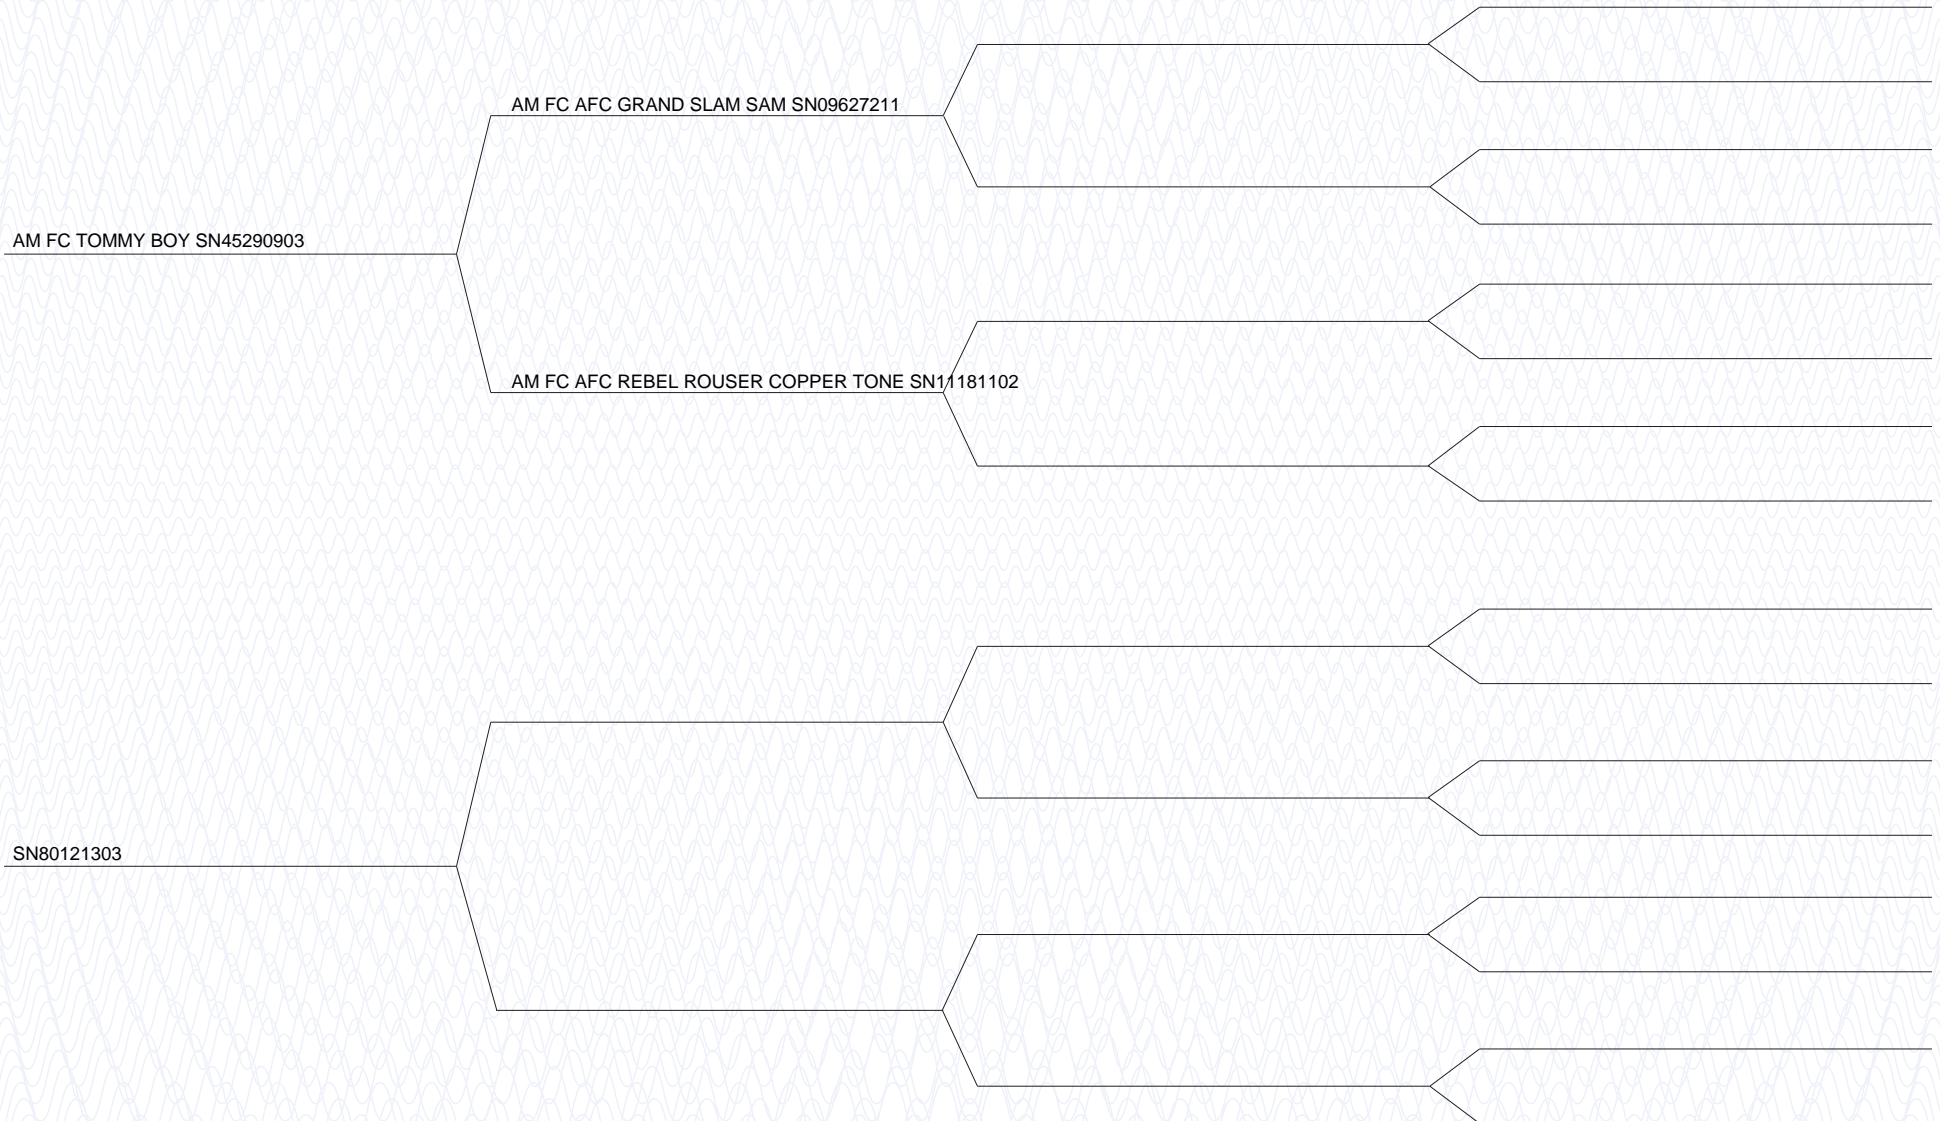 AM FC AFC GRAND SLAM SAM SN09627211
AM FC TOMMY BOY SN45290903
AM FC AFC REBEL ROUSER COPPER TONE SN11181102
SN80121303